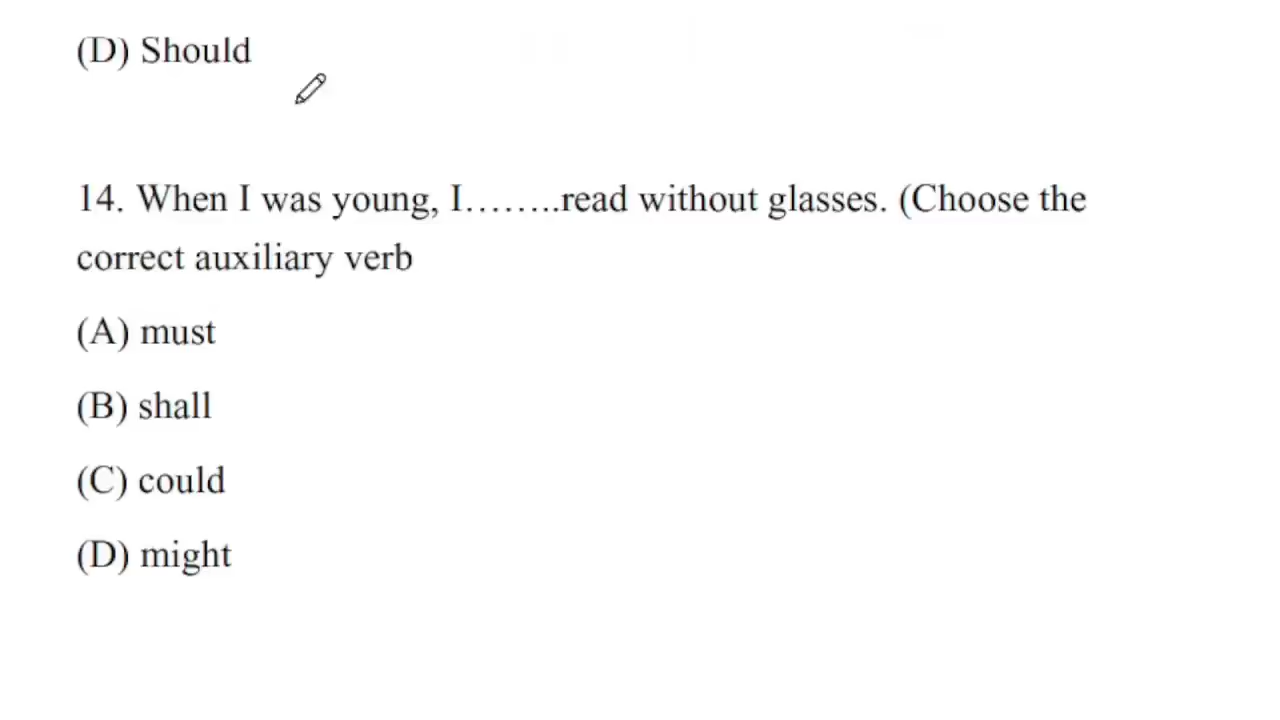 (D) Should
14. When I was young, I........read without glasses. (Choose the
correct auxiliary verb
(A) must
(B) shall
(C) could
(D) might